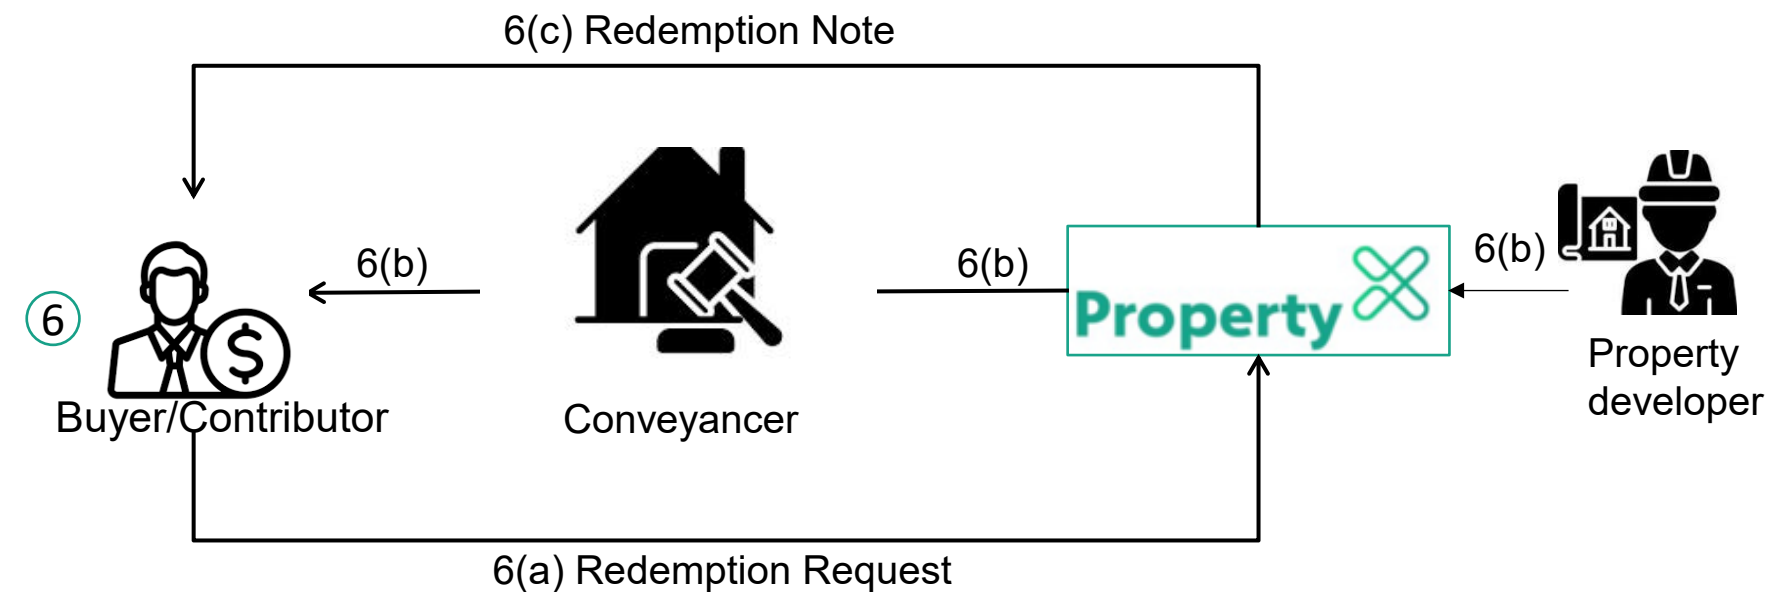 6(c) Redemption Note
6(b)
6(b)
6(b)
6
$
Property
Property
developer
Buyer/Contributor
Conveyancer
6(a) Redemption Request